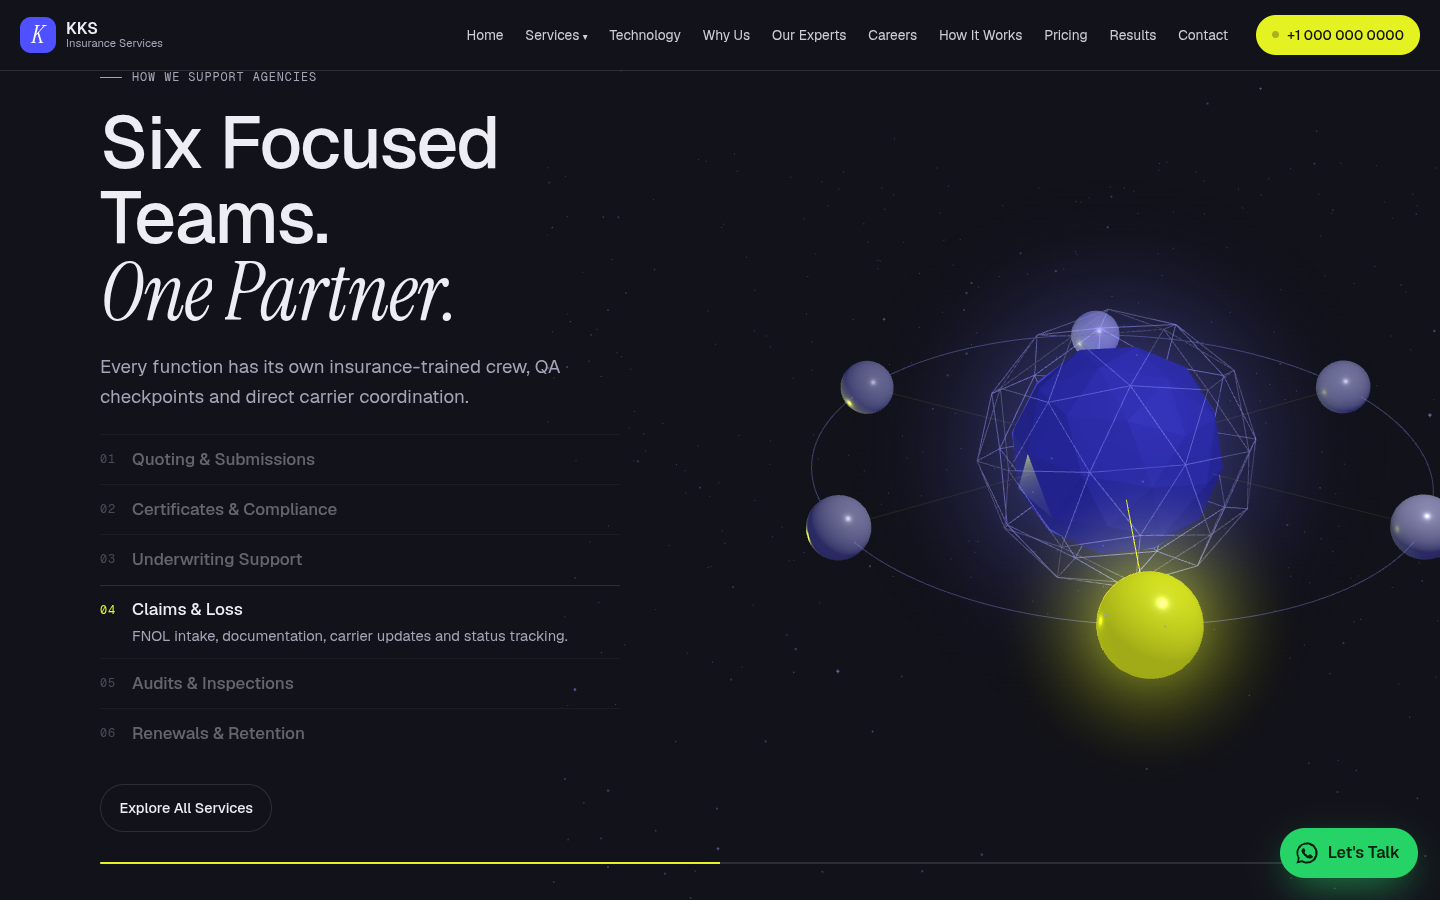 K
KKS
Insurance Services
Home
Services ▾
Technology
Why Us
Our Experts
Careers
How It Works
Pricing
Results
Contact
+1 000 000 0000
HOW WE SUPPORT AGENCIES
Six Focused
Teams.
One Partner.
Every function has its own insurance-trained crew, QA
checkpoints and direct carrier coordination.
01 Quoting & Submissions
02 Certificates & Compliance
03 Underwriting Support
04 Claims & Loss
FNOL intake, documentation, carrier updates and status tracking.
05 Audits & Inspections
06 Renewals & Retention
Explore All Services
Let's Talk